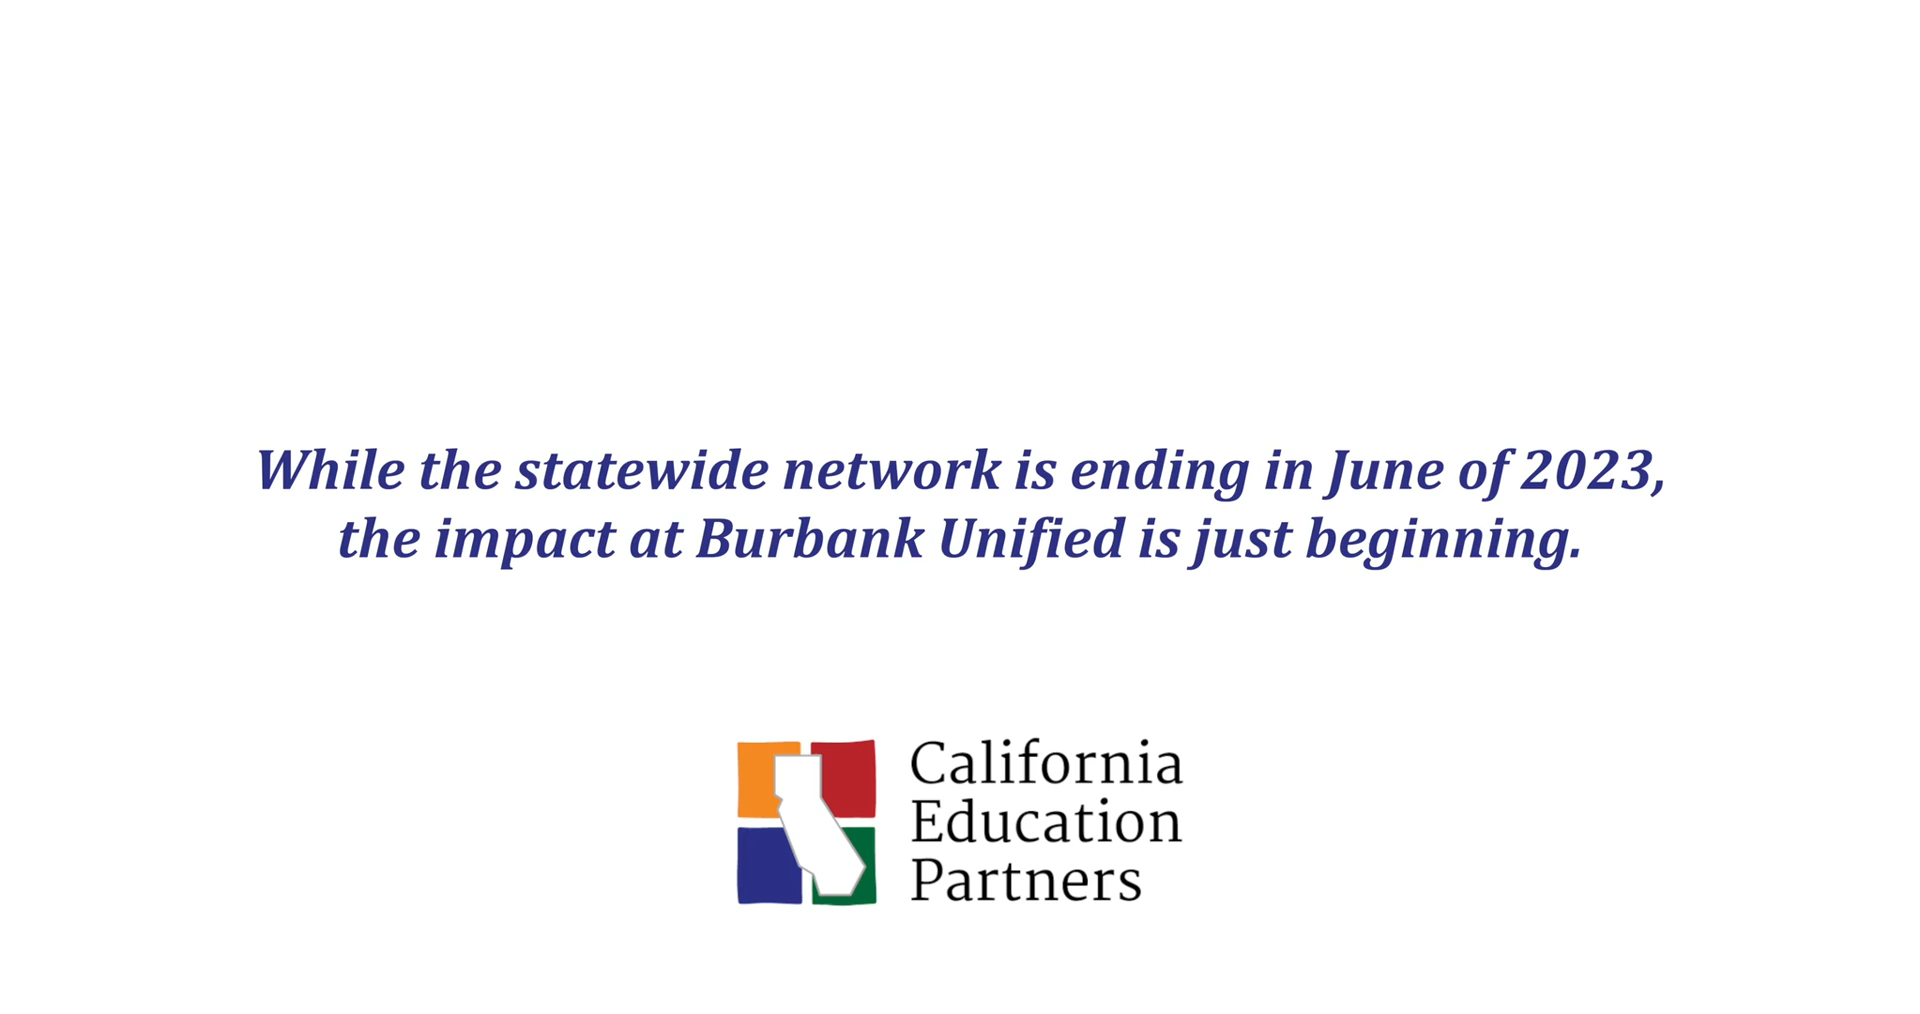 While the statewide network is ending in June of 2023,
the impact at Burbank Unified is just beginning.
California
Education
Partners